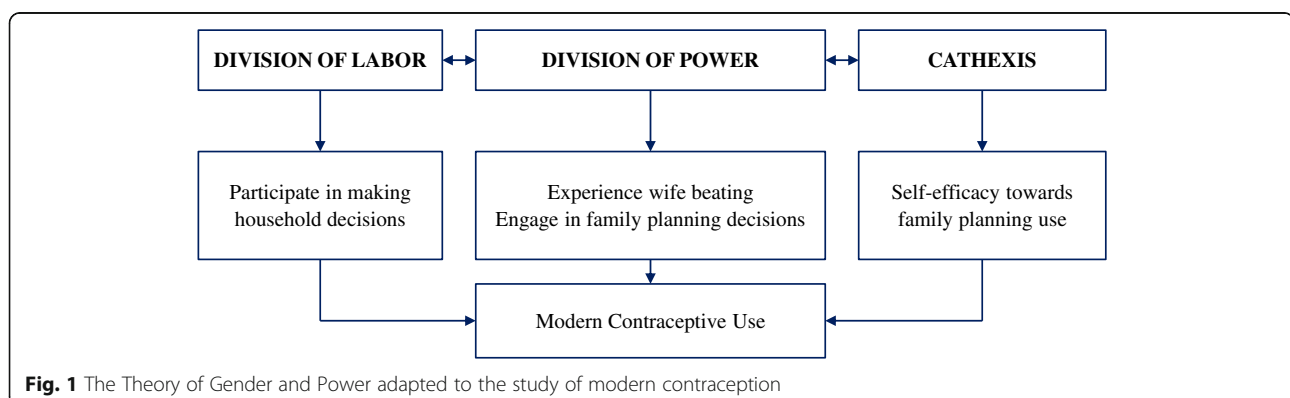 DIVISION OF LABOR
DIVISION OF POWER
CATHEXIS
Participate in making
household decisions
Experience wife beating
Engage in family planning decisions
Self-efficacy towards
family planning use
Modern Contraceptive Use
Fig. 1 The Theory of Gender and Power adapted to the study of modern contraception